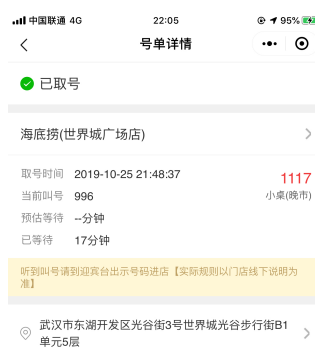 中国联通 4G 22:05 95%
号单详情
已取号
海底捞(世界城广场店)
取号时间 2019-10-25 21:48:37 1117
当前叫号 996 小桌(晚市)
预估等待 --分钟
已等待 17分钟
听到叫号请到迎宾台出示号码进店【实际规则以门店线下说明为
准】
武汉市东湖开发区光谷街3号世界城光谷步行街B1
单元5层